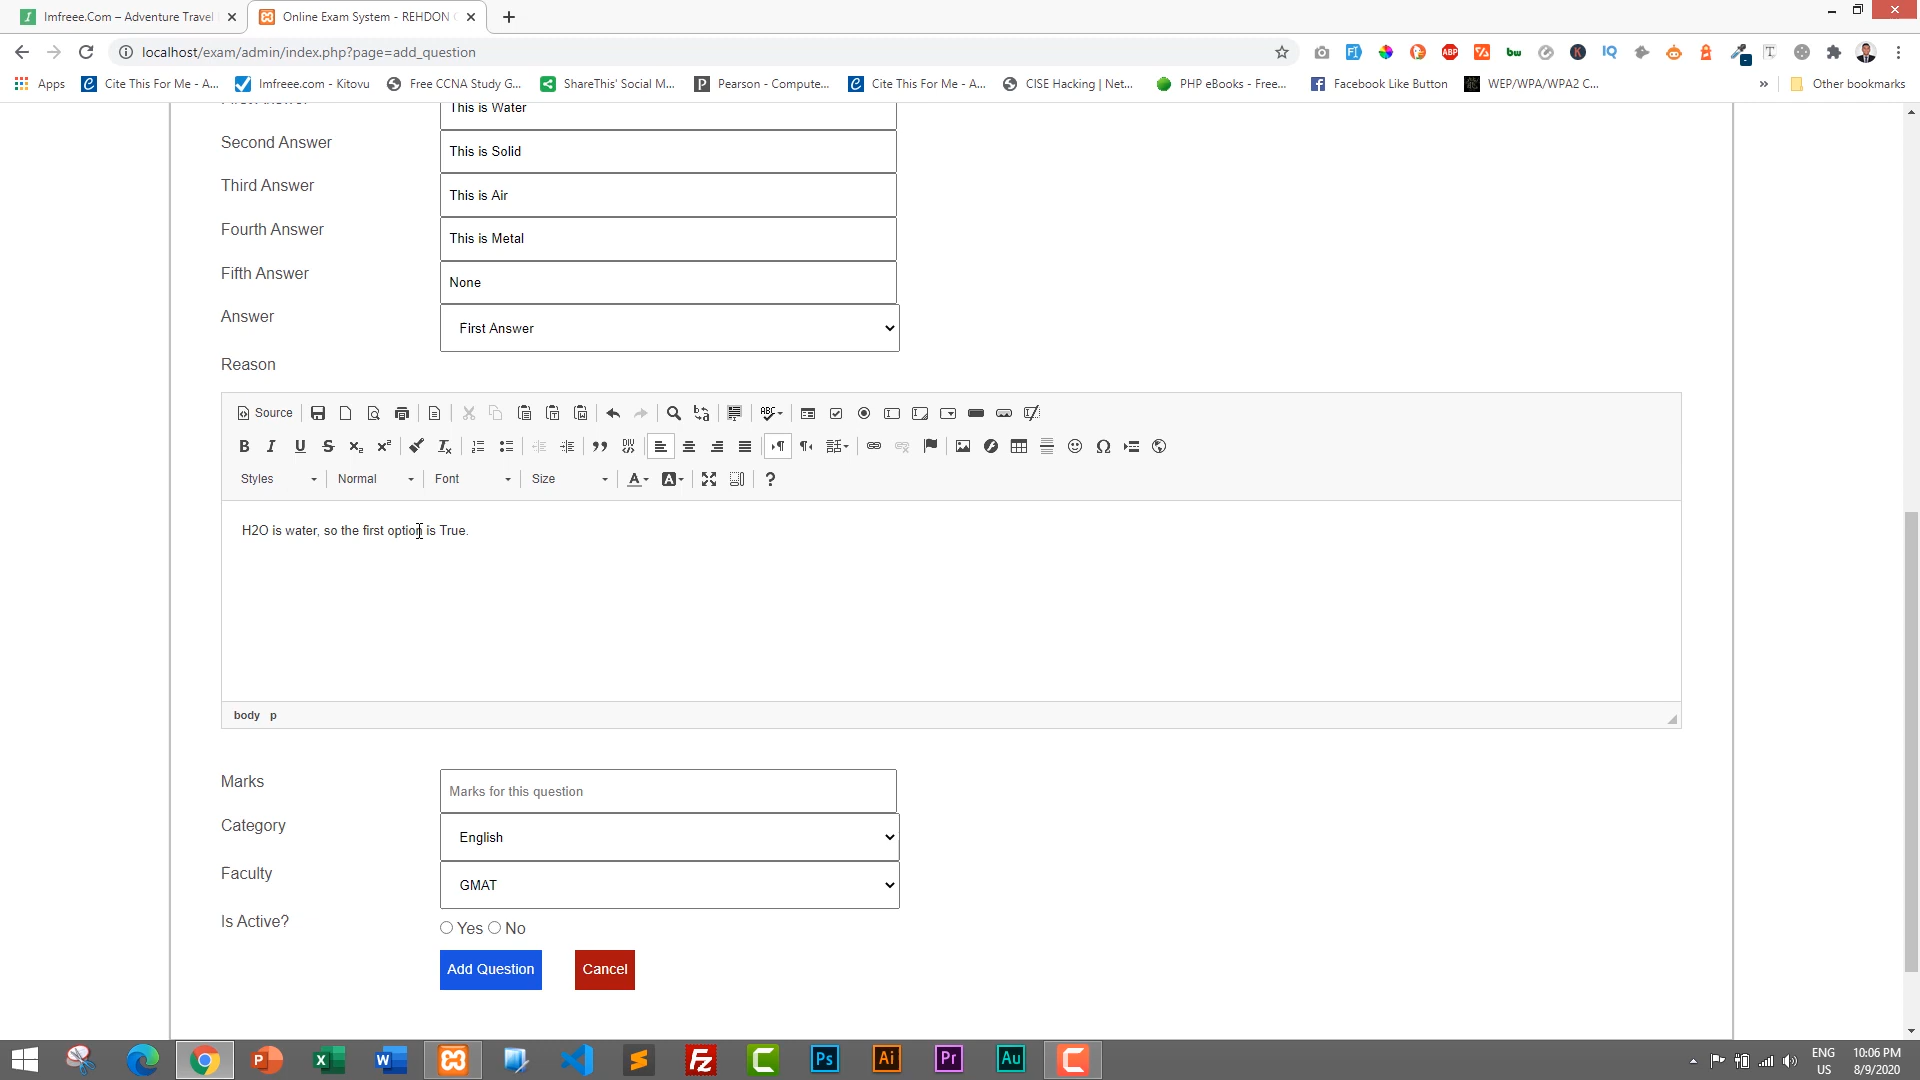 Imfreee.Com – Adventure Travel
Online Exam System - REHDON
localhost/exam/admin/index.php?page=add_question
Apps
Cite This For Me - A...
Imfreee.com - Kitovu
Free CCNA Study G...
ShareThis' Social M...
Pearson - Compute...
Cite This For Me - A...
CISE Hacking | Net...
PHP eBooks - Free...
Facebook Like Button
WEP/WPA/WPA2 C...
Other bookmarks
This is Water
Second Answer
This is Solid
Third Answer
This is Air
Fourth Answer
This is Metal
Fifth Answer
None
Answer
First Answer
Reason
Source
Styles
Normal
Font
Size
H2O is water, so the first option is True.
body p
Marks
Marks for this question
Category
English
Faculty
GMAT
Is Active?
Yes No
Add Question
Cancel
ENG
US
10:06 PM
8/9/2020